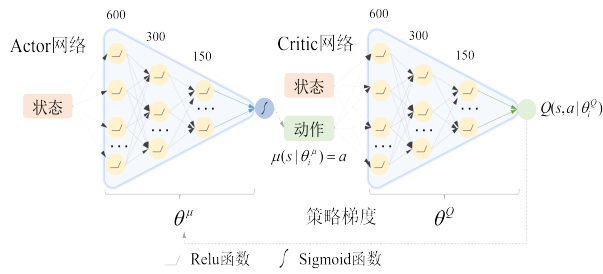 600
300
150
Actor网络
状态
...
...
...
∫
θ^μ
600
300
150
Critic网络
状态
动作
μ(s|θ_i^μ)=a
...
...
...
Q(s,a|θ_i^Q)
策略梯度
θ^Q
Relu函数
∫ Sigmoid函数